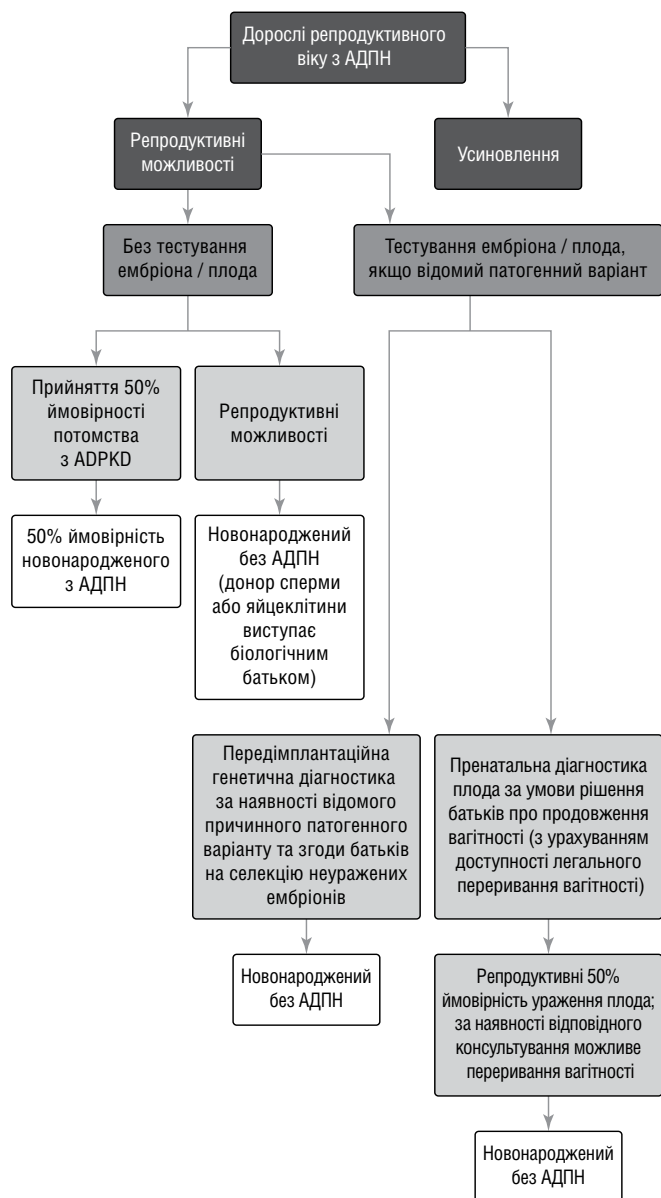 Дорослі репродуктивного
віку з АДПН
Репродуктивні
можливості
Усиновлення
Без тестування
ембріона / плода
Тестування ембріона / плода,
якщо відомий патогенний варіант
Прийняття 50%
ймовірності
потомства
з ADPKD
Репродуктивні
можливості
50% ймовірність
новонародженого
з АДПН
Новонароджений
без АДПН
(донор сперми
або яйцеклітини
виступає
біологічним
батьком)
Передімплантаційна
генетична діагностика
за наявності відомого
причинного патогенного
варіанту та згоди батьків
на селекцію неуражених
ембріонів
Пренатальна діагностика
плода за умови рішення
батьків про продовження
вагітності (з урахуванням
доступності легального
переривання вагітності)
Новонароджений
без АДПН
Репродуктивні 50%
ймовірність ураження плода;
за наявності відповідного
консультування можливе
переривання вагітності
Новонароджений
без АДПН